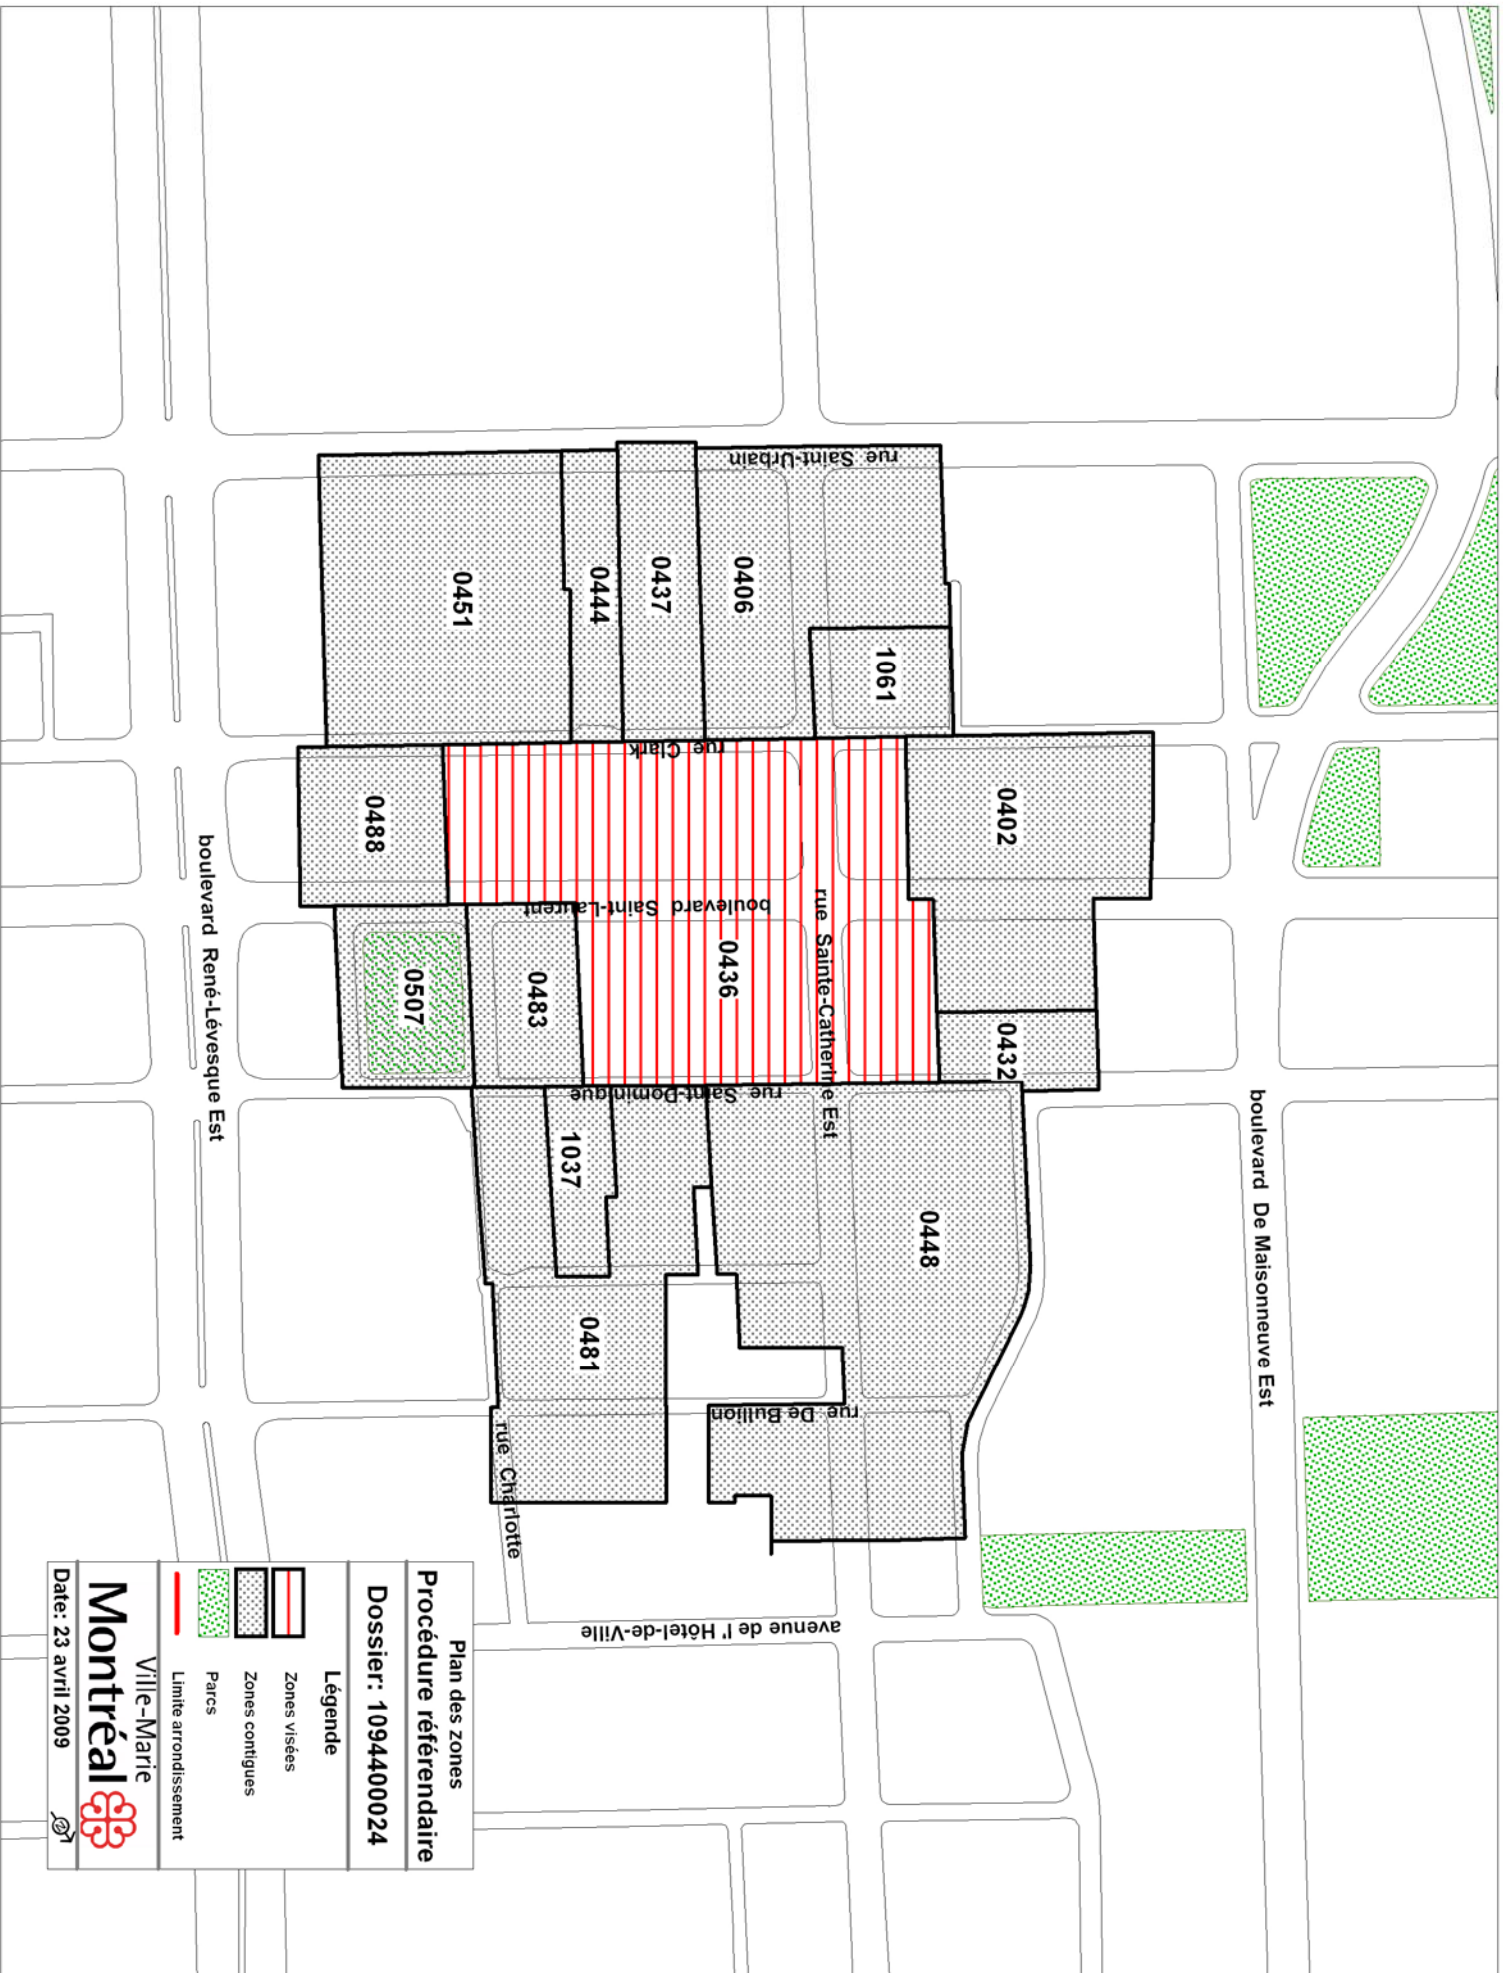 boulevard De Maisonneuve Est
0402
0432
0448
rue Saint-Urbain
1061
0406
0437
0444
0451
rue Clark
rue Sainte-Catherine Est
boulevard Saint-Laurent
0436
0488
0483
0507
rue Saint-Dominique
1037
0481
rue De Bullion
rue Charlotte
avenue de l' Hôtel-de-Ville
boulevard René-Lévesque Est
Plan des zones
Procédure référendaire
Dossier: 1094400024
Légende
Zones visées
Zones contigues
Parcs
Limite arrondissement
Ville-Marie
Montréal
Date: 23 avril 2009
N